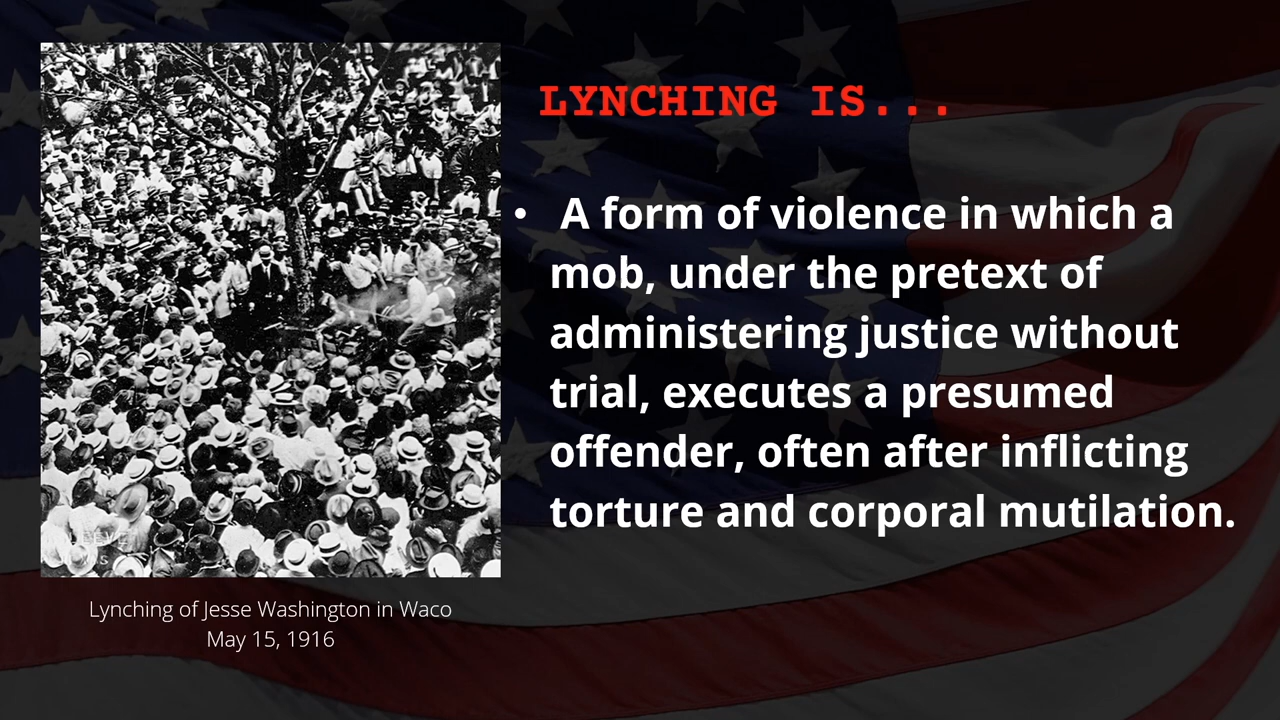 LYNCHING IS...
• A form of violence in which a
mob, under the pretext of
administering justice without
trial, executes a presumed
offender, often after inflicting
torture and corporal mutilation.
Lynching of Jesse Washington in Waco
May 15, 1916